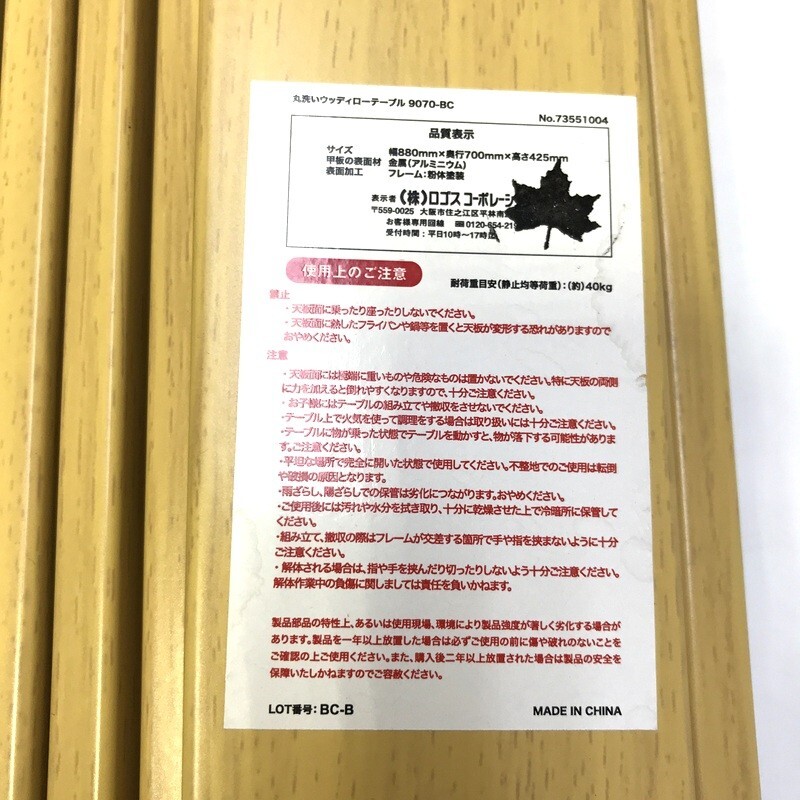 丸洗いウッディローテーブル 9070-BC
No.73551004
品質表示
サイズ 幅880mm×奥行700mm×高さ425mm
甲板の表面材 金属(アルミニウム)
表面加工 フレーム:粉体塗装
表示者 (株)ロゴス コーポレーシ
〒559-0025 大阪市住之江区平林南
お客様専用回線 0120-654-21
受付時間:平日10時~17時迄
使用上のご注意
耐荷重目安(静止均等荷重):(約)40kg
禁止
・天板面に乗ったり座ったりしないでください。
・天板面に熱したフライパンや鍋等を置くと天板が変形する恐れがありますので
おやめください。
注意
・天板面には極端に重いものや危険なものは置かないでください。特に天板の両側
に力を加えると倒れやすくなりますので、十分ご注意ください。
・お子様にはテーブルの組み立てや撤収をさせないでください。
・テーブル上で火気を使って調理をする場合は取り扱いには十分ご注意ください。
・テーブルに物が乗った状態でテーブルを動かすと、物が落下する可能性がありま
す。ご注意ください。
・平坦な場所で完全に開いた状態で使用してください。不整地でのご使用は転倒
や破損の原因となります。
・雨ざらし、陽ざらしでの保管は劣化につながります。おやめください。
・ご使用後には汚れや水分を拭き取り、十分に乾燥させた上で冷暗所に保管して
ください。
・組み立て、撤収の際はフレームが交差する箇所で手や指を挟まないように十分
ご注意ください。
・解体される場合は、指や手を挟んだり切ったりしないよう十分ご注意ください。
解体作業中の負傷に関しましては責任を負いかねます。
製品部品の特性上、あるいは使用現場、環境により製品強度が著しく劣化する場合が
あります。製品を一年以上放置した場合は必ずご使用の前に傷や破れのないことを
ご確認の上ご使用ください。また、購入後二年以上放置された場合は製品の安全を
保障いたしかねますのでご容赦ください。
LOT番号: BC-B
MADE IN CHINA